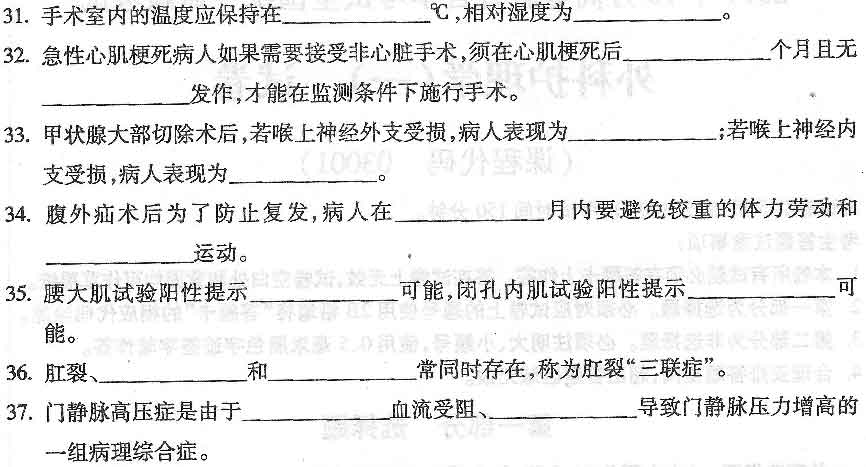 31. 手术室内的温度应保持在____________℃,相对湿度为____________。
32. 急性心肌梗死病人如果需要接受非心脏手术,须在心肌梗死后____________个月且无
____________发作,才能在监测条件下施行手术。
33. 甲状腺大部切除术后,若喉上神经外支受损,病人表现为____________;若喉上神经内
支受损,病人表现为____________。
34. 腹外疝术后为了防止复发,病人在____________月内要避免较重的体力劳动和
____________运动。
35. 腰大肌试验阳性提示____________可能,闭孔内肌试验阳性提示____________可
能。
36. 肛裂、____________和____________常同时存在,称为肛裂“三联症”。
37. 门静脉高压症是由于____________血流受阻、____________导致门静脉压力增高的
一组病理综合症。